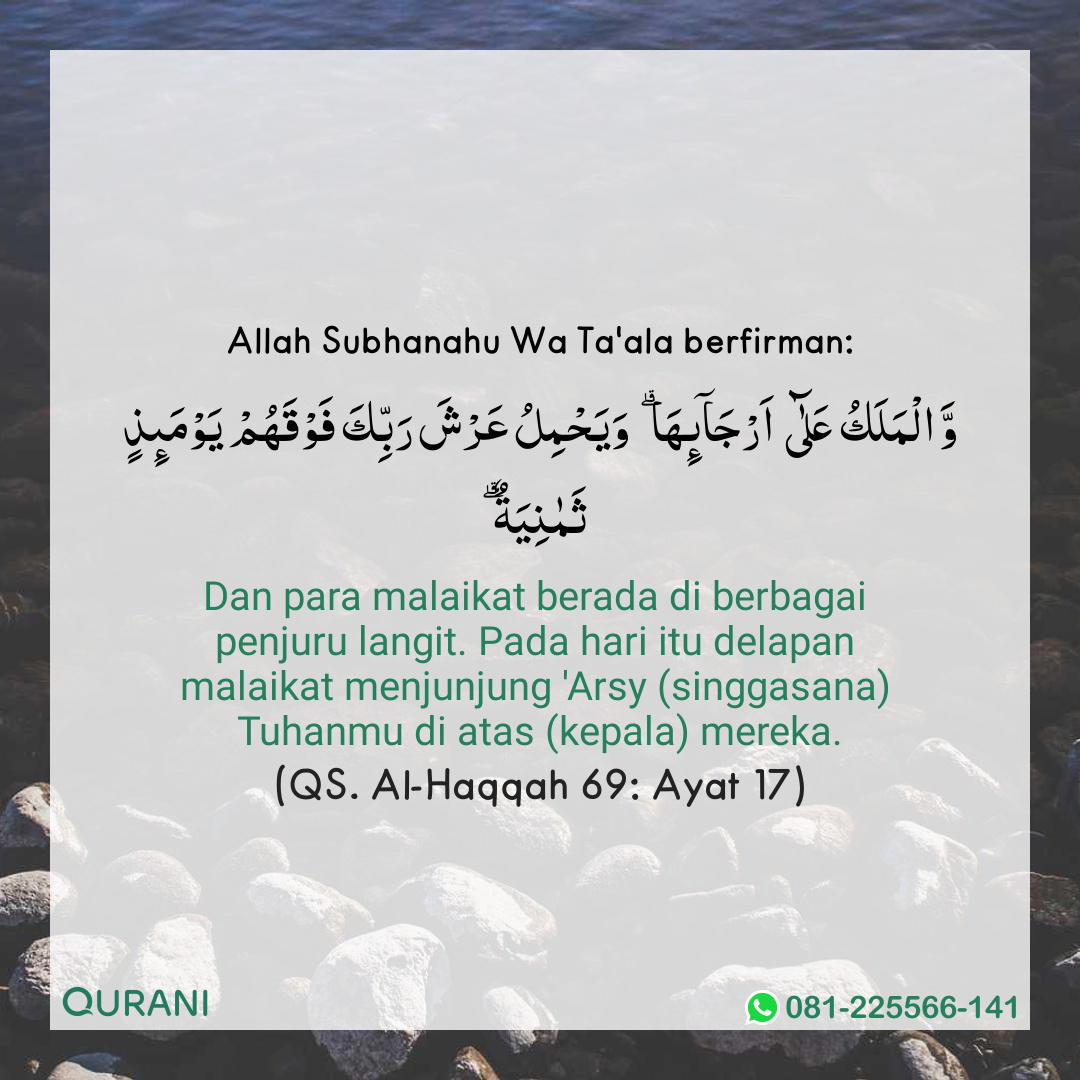 Allah Subhanahu Wa Ta'ala berfirman:
وَّالْمَلَكُ عَلٰٓى اَرْجَآئِهَا ۗ وَيَحْمِلُ عَرْشَ رَبِّكَ فَوْقَهُمْ يَوْمَئِذٍ
ثَمٰنِيَةٌ ۗ
Dan para malaikat berada di berbagai
penjuru langit. Pada hari itu delapan
malaikat menjunjung 'Arsy (singgasana)
Tuhanmu di atas (kepala) mereka.
(QS. Al-Haqqah 69: Ayat 17)
QURANI
081-225566-141